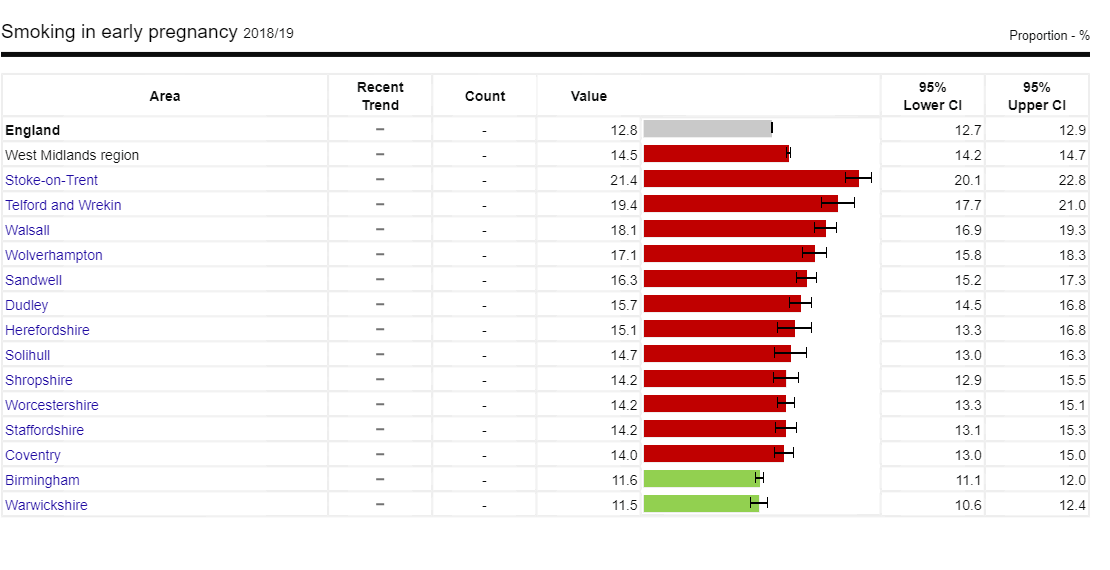 Smoking in early pregnancy 2018/19
Proportion - %
Area Recent Trend Count Value 95% Lower CI 95% Upper CI
England – - 12.8 12.7 12.9
West Midlands region – - 14.5 14.2 14.7
Stoke-on-Trent – - 21.4 20.1 22.8
Telford and Wrekin – - 19.4 17.7 21.0
Walsall – - 18.1 16.9 19.3
Wolverhampton – - 17.1 15.8 18.3
Sandwell – - 16.3 15.2 17.3
Dudley – - 15.7 14.5 16.8
Herefordshire – - 15.1 13.3 16.8
Solihull – - 14.7 13.0 16.3
Shropshire – - 14.2 12.9 15.5
Worcestershire – - 14.2 13.3 15.1
Staffordshire – - 14.2 13.1 15.3
Coventry – - 14.0 13.0 15.0
Birmingham – - 11.6 11.1 12.0
Warwickshire – - 11.5 10.6 12.4